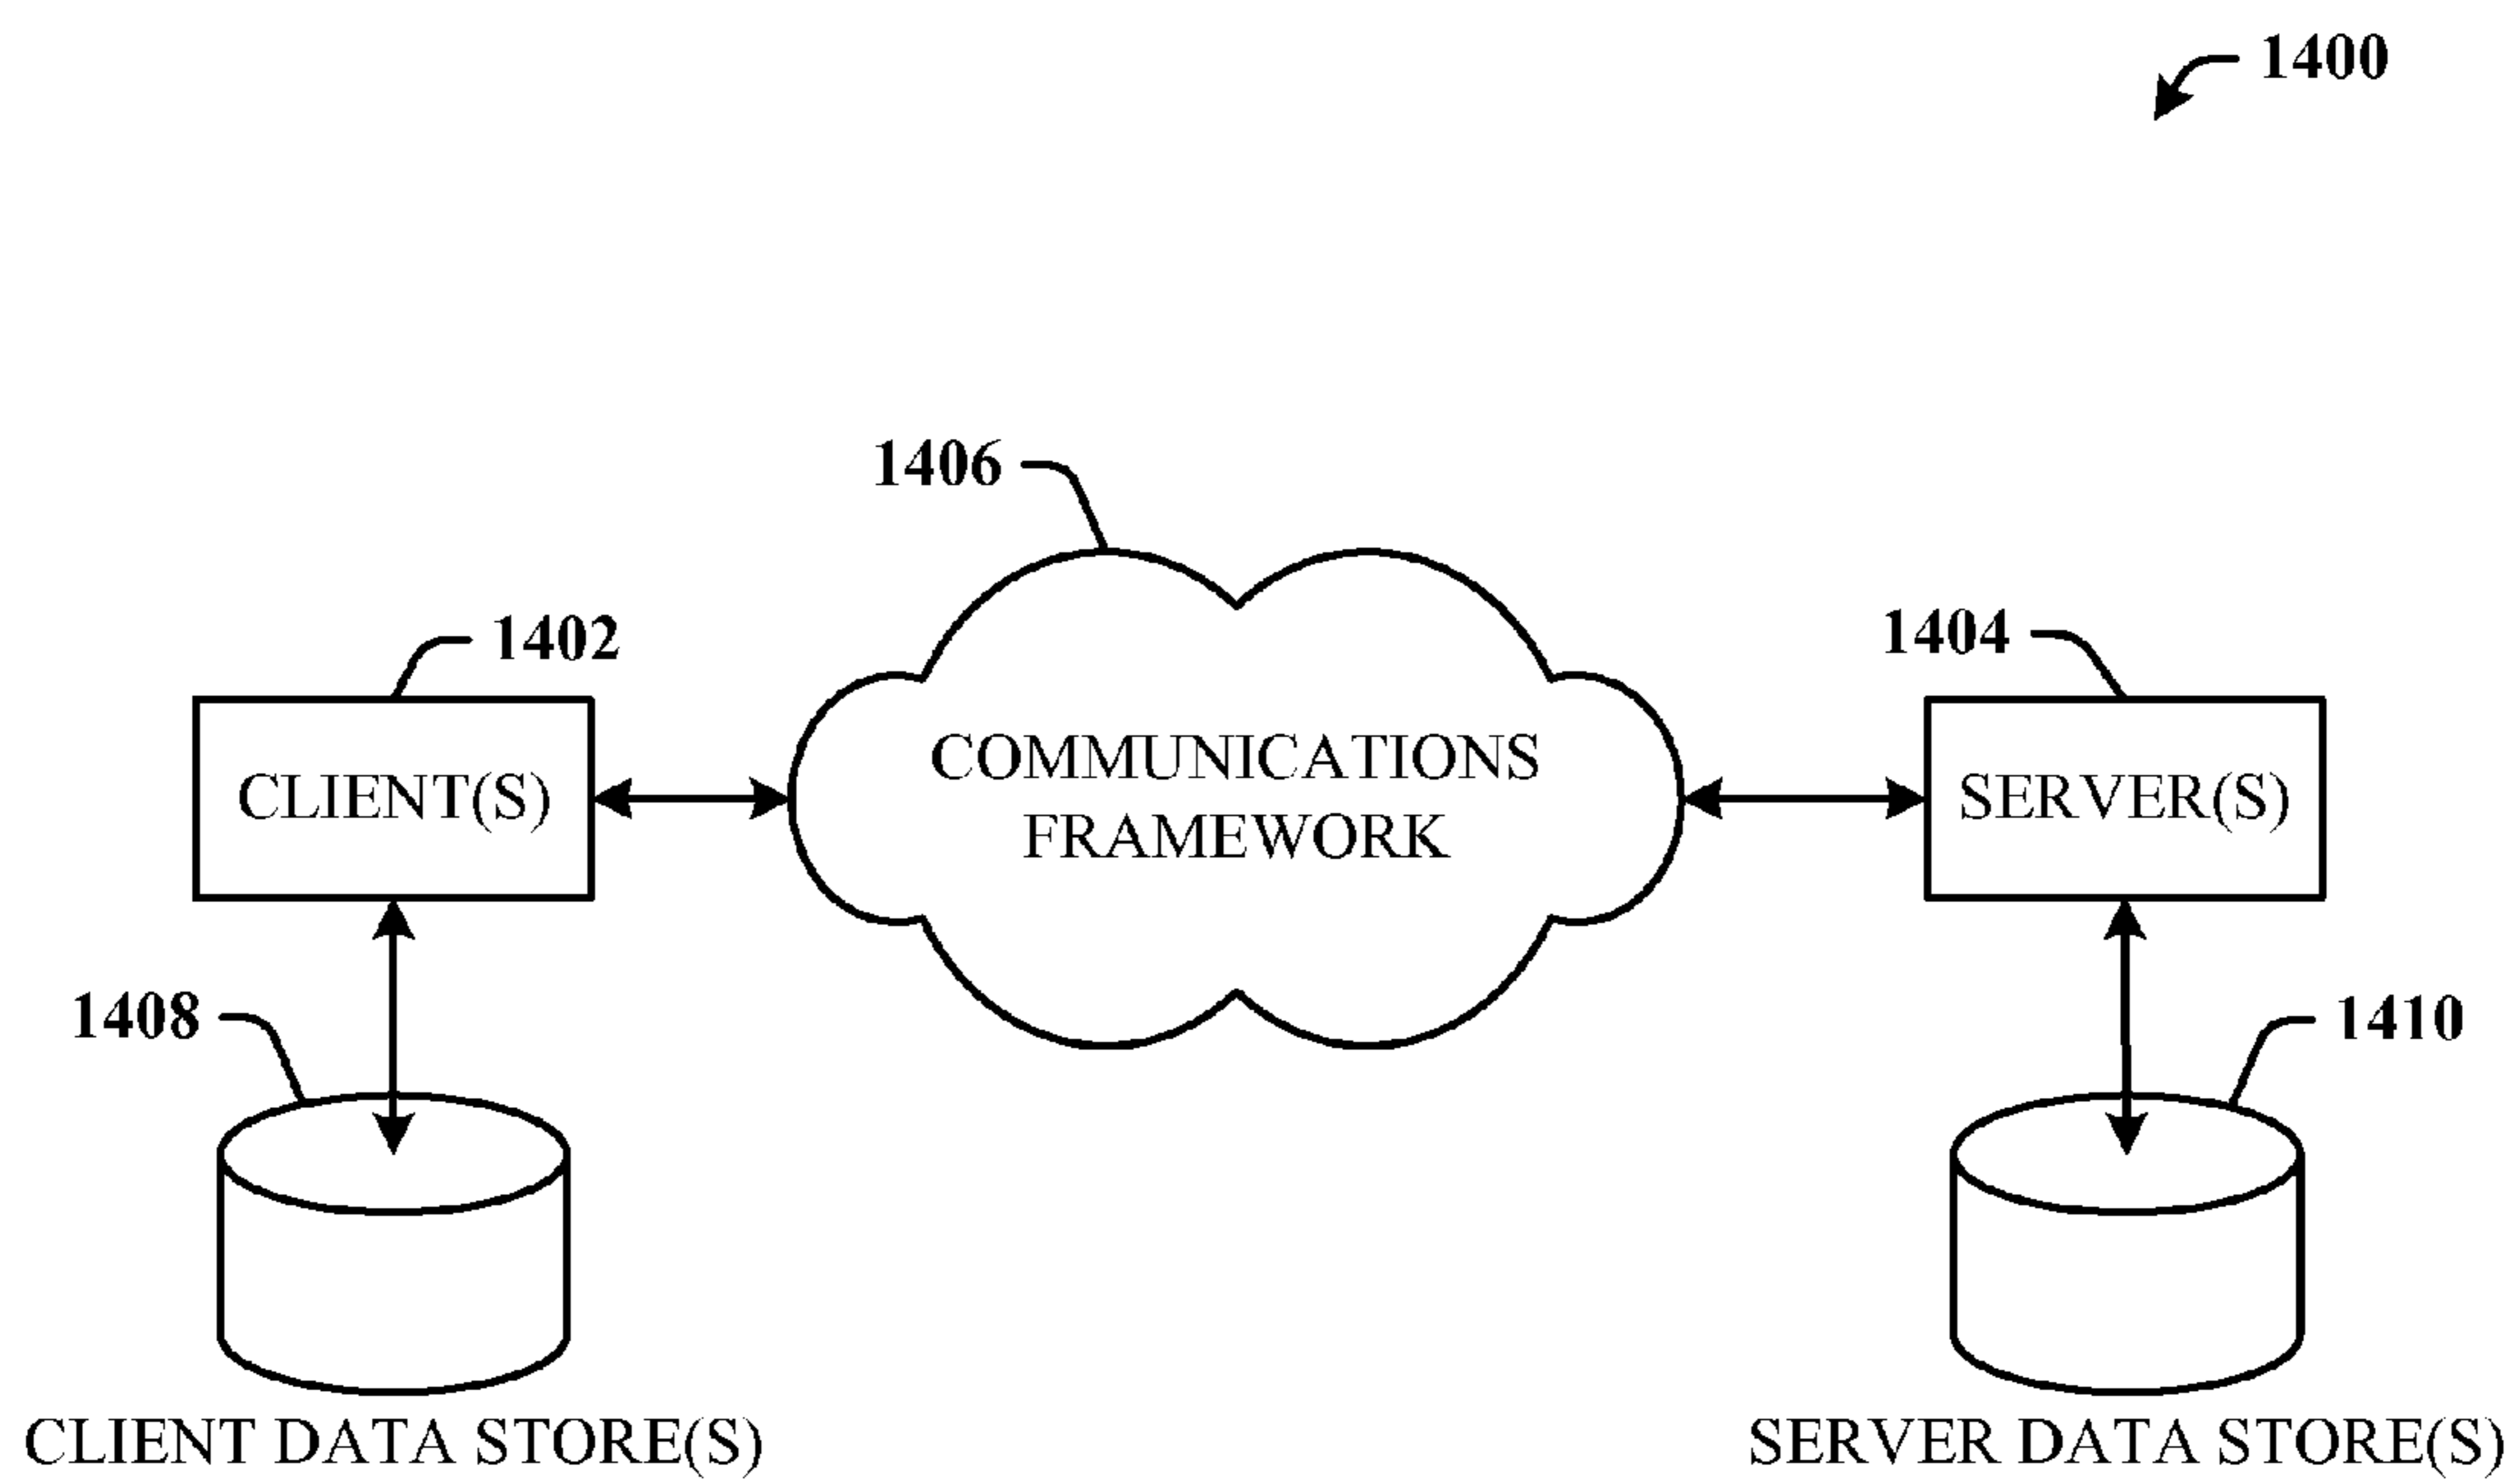 1400
1406
1402
1404
COMMUNICATIONS
FRAMEWORK
CLIENT(S)
SERVER(S)
1408
1410
CLIENT DATA STORE(S)
SERVER DATA STORE(S)